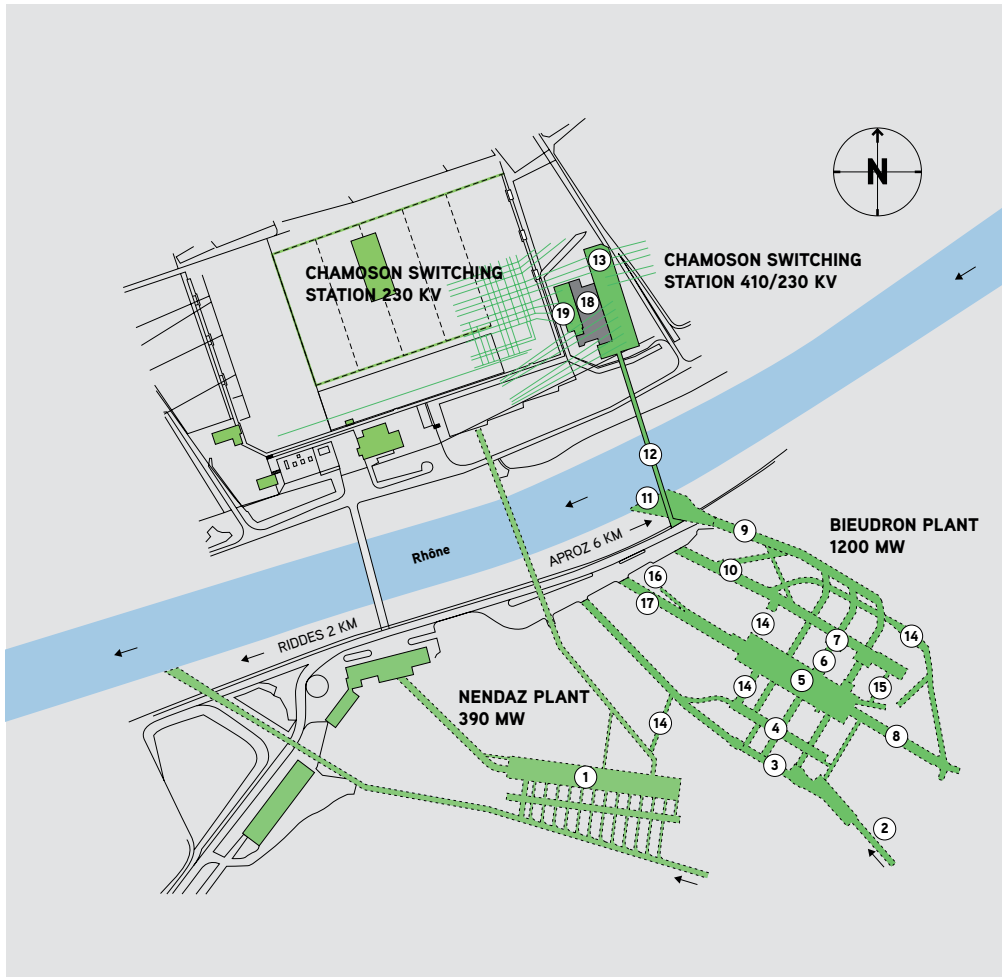 N
CHAMOSON SWITCHING
STATION 230 KV
13
CHAMOSON SWITCHING
STATION 410/230 KV
18
19
12
11
9
BIEUDRON PLANT
1200 MW
Rhône
APROZ 6 KM
10
16
17
14
14
7
RIDDES 2 KM
6
5
14
15
NENDAZ PLANT
390 MW
14
4
8
3
1
2